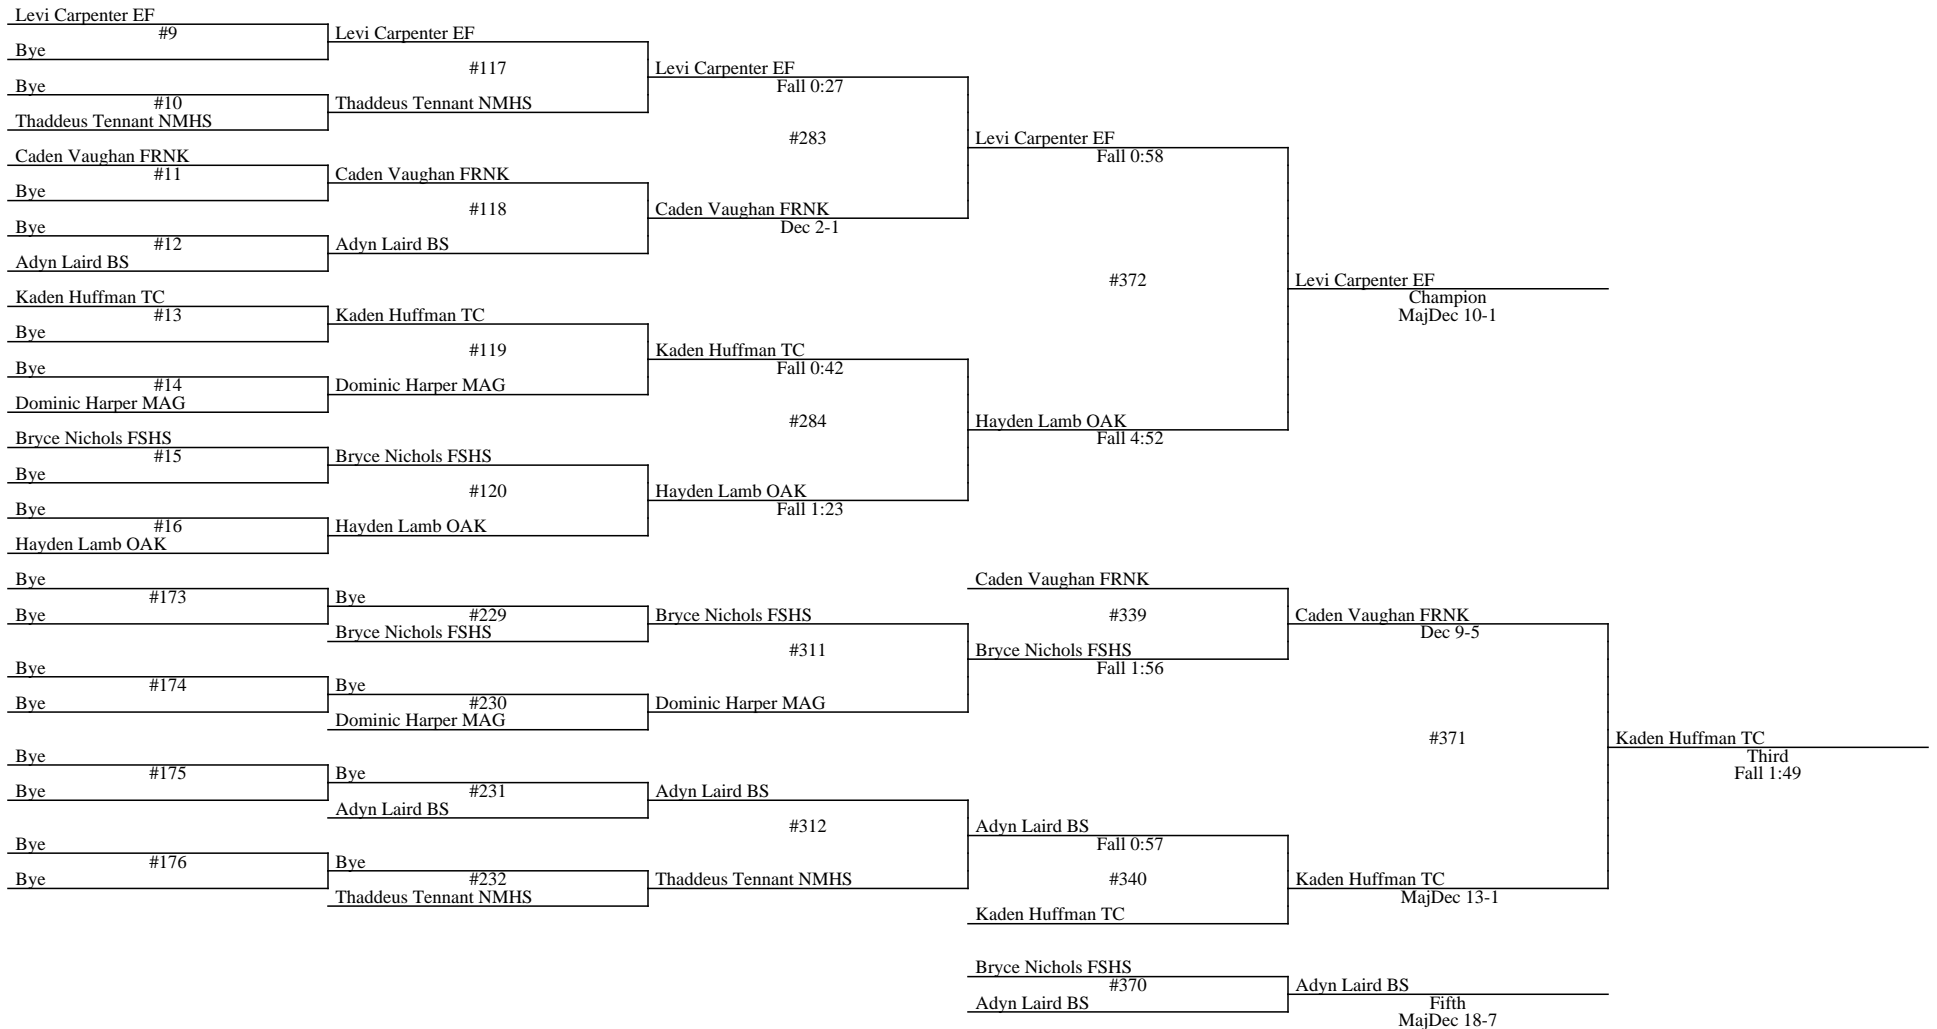 Levi Carpenter EF
#9
Bye
Bye
#10
Thaddeus Tennant NMHS
Caden Vaughan FRNK
#11
Bye
Bye
#12
Adyn Laird BS
Kaden Huffman TC
#13
Bye
Bye
#14
Dominic Harper MAG
Bryce Nichols FSHS
#15
Bye
Bye
#16
Hayden Lamb OAK
Levi Carpenter EF
#117
Thaddeus Tennant NMHS
Caden Vaughan FRNK
#118
Adyn Laird BS
Kaden Huffman TC
#119
Dominic Harper MAG
Bryce Nichols FSHS
#120
Hayden Lamb OAK
Levi Carpenter EF
Fall 0:27
#283
Caden Vaughan FRNK
Dec 2-1
Kaden Huffman TC
Fall 0:42
#284
Hayden Lamb OAK
Fall 1:23
Levi Carpenter EF
Fall 0:58
#372
Hayden Lamb OAK
Fall 4:52
Levi Carpenter EF
Champion
MajDec 10-1
Bye
#173
Bye
Bye
#174
Bye
Bye
#175
Bye
Bye
#176
Bye
Bye
#229
Bryce Nichols FSHS
Bye
#230
Dominic Harper MAG
Bye
#231
Adyn Laird BS
Bye
#232
Thaddeus Tennant NMHS
Bryce Nichols FSHS
#311
Dominic Harper MAG
Adyn Laird BS
#312
Thaddeus Tennant NMHS
Caden Vaughan FRNK
#339
Bryce Nichols FSHS
Fall 1:56
Adyn Laird BS
Fall 0:57
#340
Kaden Huffman TC
Caden Vaughan FRNK
Dec 9-5
#371
Kaden Huffman TC
MajDec 13-1
Kaden Huffman TC
Third
Fall 1:49
Bryce Nichols FSHS
#370
Adyn Laird BS
Adyn Laird BS
Fifth
MajDec 18-7